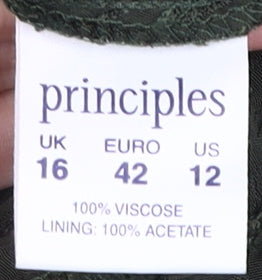 principles
UK EURO US
16 42 12
100% VISCOSE
LINING: 100% ACETATE